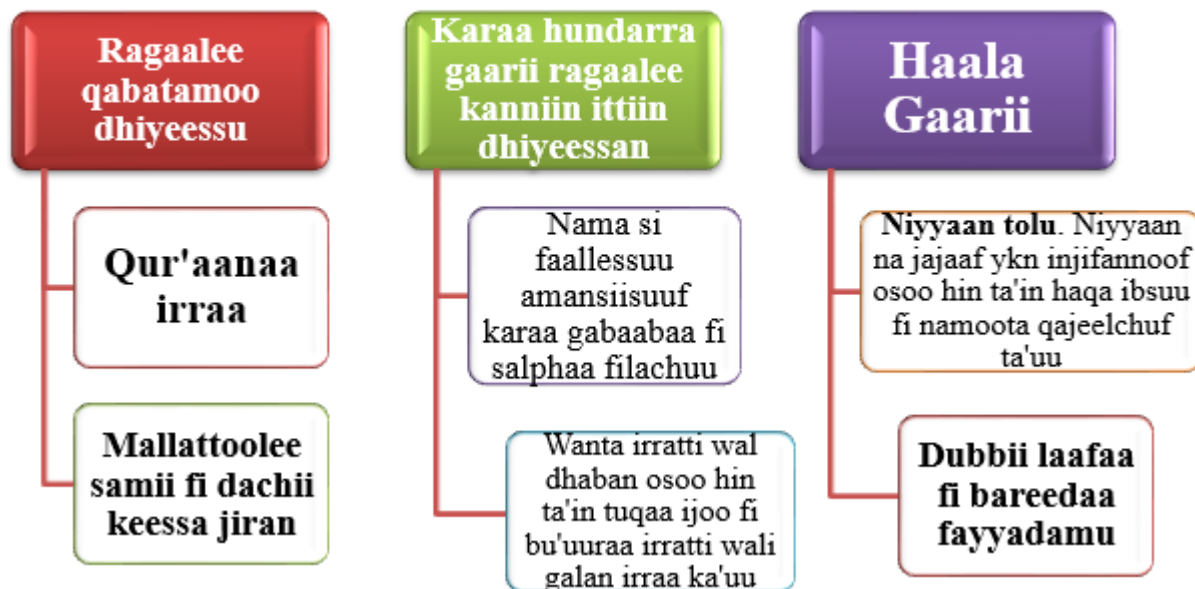 Ragaalee
qabatamoo
dhiyeessu
Qur'aanaa
irraa
Mallattoolee
samii fi dachii
keessa jiran
Karaa hundarra
gaarii ragaalee
kanniin ittiin
dhiyeessan
Nama si
faallessuu
amansiisuuf
karaa gabaabaa fi
salphaa filachuu
Wanta irratti wal
dhaban osoo hin
ta'in tuqaa ijoo fi
bu'uuraa irratti wali
galan irraa ka'uu
Haala
Gaarii
Niyyaan tolu. Niyyaan
na jajaaf ykn injifannoof
osoo hin ta'in haqa ibsuu
fi namoota qajeelchuf
ta'uu
Dubbii laafaa
fi bareedaa
fayyadamu